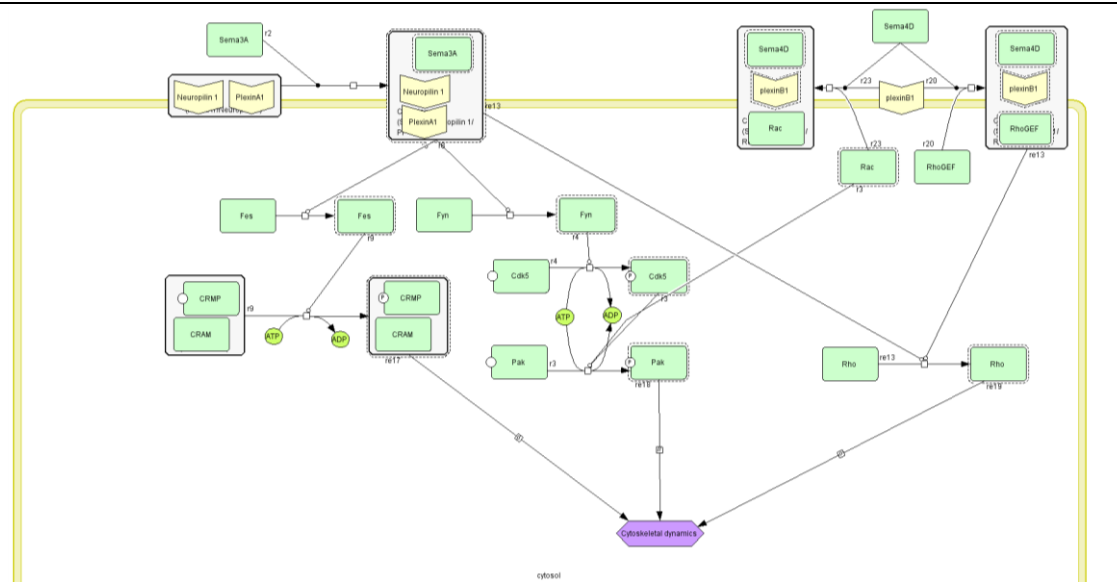 Sema3A
r2
Sema3A
Neuropilin 1
PlexinA1
Neuropilin 1
PlexinA1
opilin 1/
r6
re13
Sema4D
Sema4D
Sema4D
plexinB1
r23
plexinB1
r20
plexinB1
Rac
RhoGEF
r23
r20
re13
Rac
RhoGEF
r3
Fes
Fes
r9
Fyn
Fyn
r4
Cdk5
r4
P
Cdk5
r3
CRMP
CRAM
r9
P
CRMP
CRAM
re17
ATP
ADP
ATP
ADP
Pak
r3
P
Pak
re18
Rho
re13
Rho
re19
Cytoskeletal dynamics
cytosol